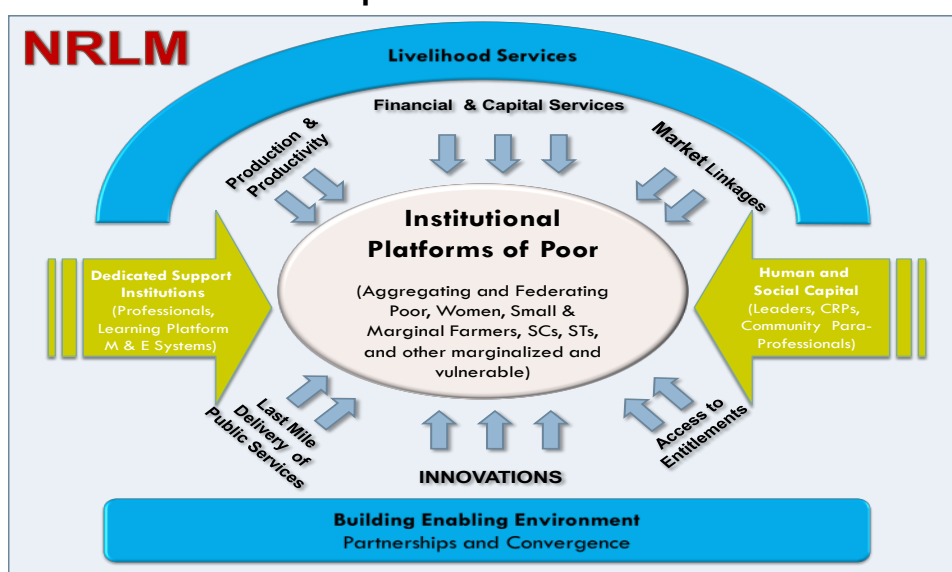 NRLM
Livelihood Services
Financial & Capital Services
Production &
Productivity
Market Linkages
Institutional
Platforms of Poor
(Aggregating and Federating
Poor, Women, Small &
Marginal Farmers, SCs, STs,
and other marginalized and
vulnerable)
Dedicated Support
Institutions
(Professionals,
Learning Platform
M & E Systems)
Human and
Social Capital
(Leaders, CRPs,
Community Para-
Professionals)
Last Mile
Delivery of
Public Services
INNOVATIONS
Access to
Entitlements
Building Enabling Environment
Partnerships and Convergence